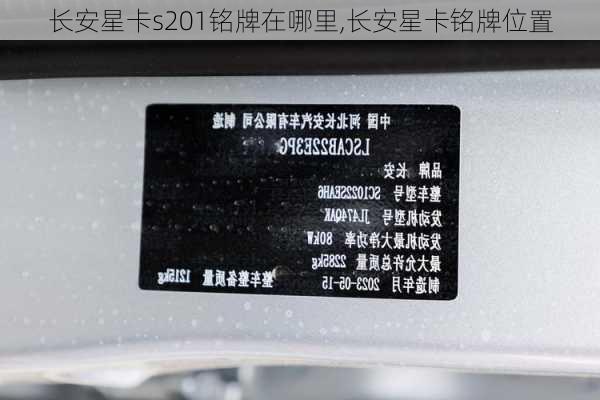 长安星卡s201铭牌在哪里,长安星卡铭牌位置
中国 河北长安汽车有限公司 制造
LSCAB22E3PG
品牌 长安
整车型号 SC1022SEAH6
发动机型号 JL474QAK
发动机最大净功率 80kW
最大允许总质量 2285kg
整车整备质量 1215kg
制造年月 2023-05-15